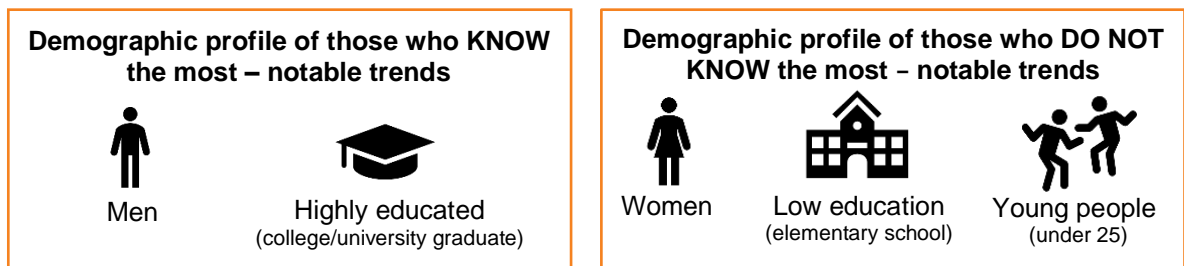 Demographic profile of those who KNOW
the most – notable trends
Men
Highly educated
(college/university graduate)
Demographic profile of those who DO NOT
KNOW the most – notable trends
Women
Low education
(elementary school)
Young people
(under 25)